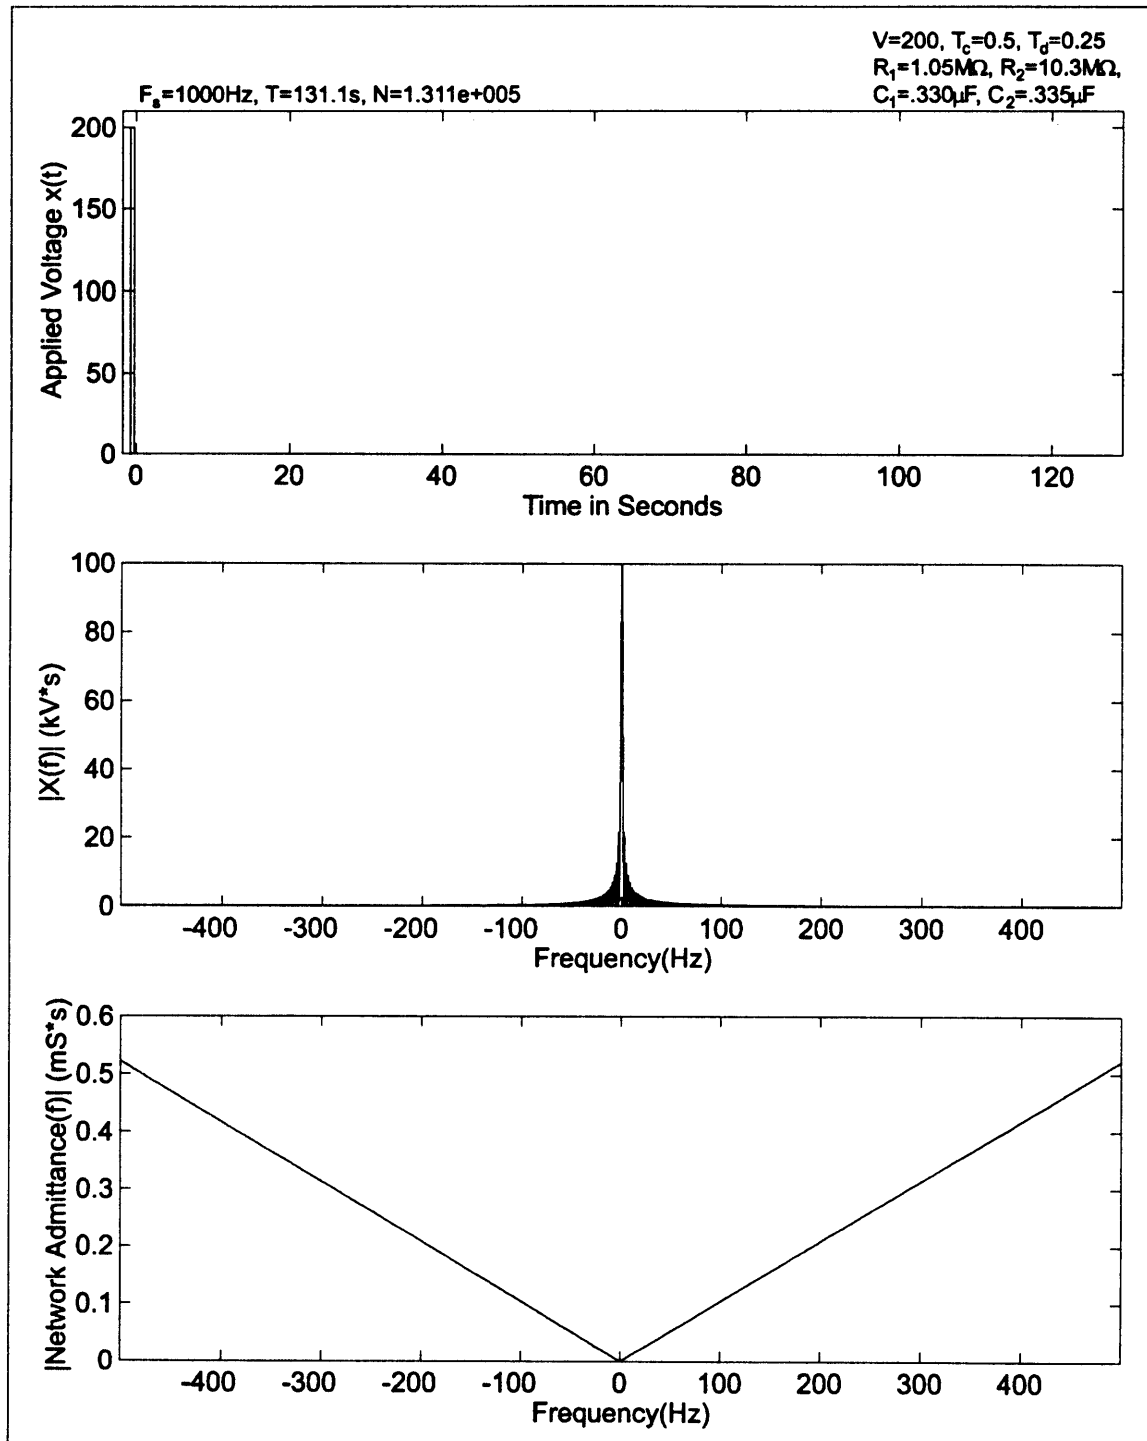 V=200, T_c=0.5, T_d=0.25
R_1=1.05MΩ, R_2=10.3MΩ,
F_s=1000Hz, T=131.1s, N=1.311e+005
C_1=.330μF, C_2=.335μF
Applied Voltage x(t)
200
150
100
50
0
0 20 40 60 80 100 120
Time in Seconds
|X(f)| (kV*s)
100
80
60
40
20
0
-400 -300 -200 -100 0 100 200 300 400
Frequency(Hz)
|Network Admittance(f)| (mS*s)
0.6
0.5
0.4
0.3
0.2
0.1
0
-400 -300 -200 -100 0 100 200 300 400
Frequency(Hz)